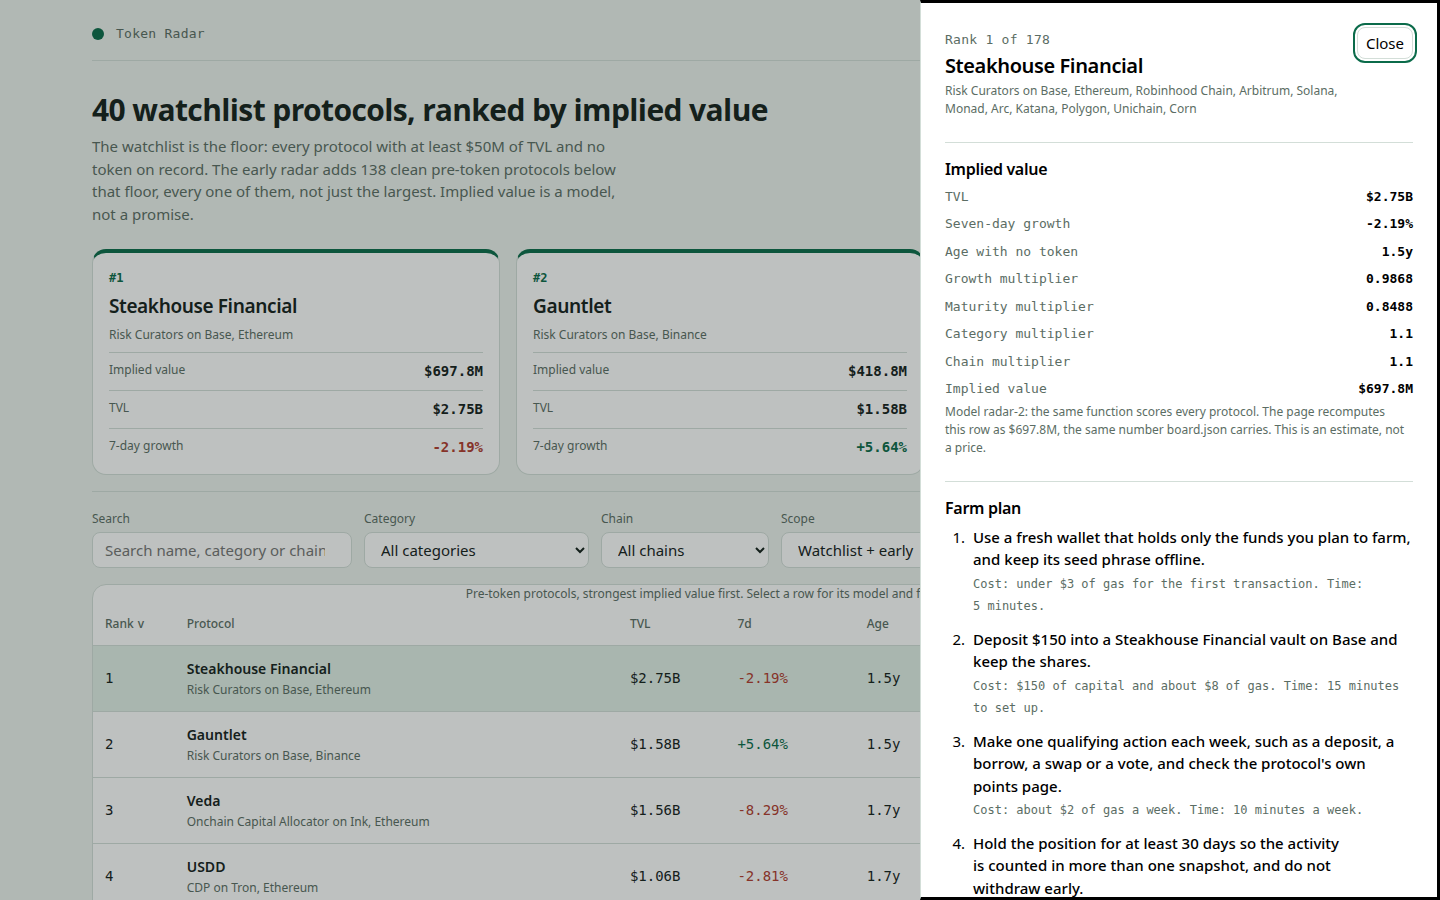 Token Radar
40 watchlist protocols, ranked by implied value
The watchlist is the floor: every protocol with at least $50M of TVL and no
token on record. The early radar adds 138 clean pre-token protocols below
that floor, every one of them, not just the largest. Implied value is a model,
not a promise.
#1
Steakhouse Financial
Risk Curators on Base, Ethereum
Implied value
$697.8M
TVL
$2.75B
7-day growth
-2.19%
#2
Gauntlet
Risk Curators on Base, Binance
Implied value
$418.8M
TVL
$1.58B
7-day growth
+5.64%
Search
Category
Chain
Scope
Search name, category or chain
All categories
All chains
Watchlist + early
Pre-token protocols, strongest implied value first. Select a row for its model and f
Rank v Protocol TVL 7d Age
1 Steakhouse Financial $2.75B -2.19% 1.5y
Risk Curators on Base, Ethereum
2 Gauntlet $1.58B +5.64% 1.5y
Risk Curators on Base, Binance
3 Veda $1.56B -8.29% 1.7y
Onchain Capital Allocator on Ink, Ethereum
4 USDD $1.06B -2.81% 1.7y
CDP on Tron, Ethereum
Rank 1 of 178
Close
Steakhouse Financial
Risk Curators on Base, Ethereum, Robinhood Chain, Arbitrum, Solana,
Monad, Arc, Katana, Polygon, Unichain, Corn
Implied value
TVL $2.75B
Seven-day growth -2.19%
Age with no token 1.5y
Growth multiplier 0.9868
Maturity multiplier 0.8488
Category multiplier 1.1
Chain multiplier 1.1
Implied value $697.8M
Model radar-2: the same function scores every protocol. The page recomputes
this row as $697.8M, the same number board.json carries. This is an estimate, not
a price.
Farm plan
1. Use a fresh wallet that holds only the funds you plan to farm,
and keep its seed phrase offline.
Cost: under $3 of gas for the first transaction. Time:
5 minutes.
2. Deposit $150 into a Steakhouse Financial vault on Base and
keep the shares.
Cost: $150 of capital and about $8 of gas. Time: 15 minutes
to set up.
3. Make one qualifying action each week, such as a deposit, a
borrow, a swap or a vote, and check the protocol's own
points page.
Cost: about $2 of gas a week. Time: 10 minutes a week.
4. Hold the position for at least 30 days so the activity
is counted in more than one snapshot, and do not
withdraw early.